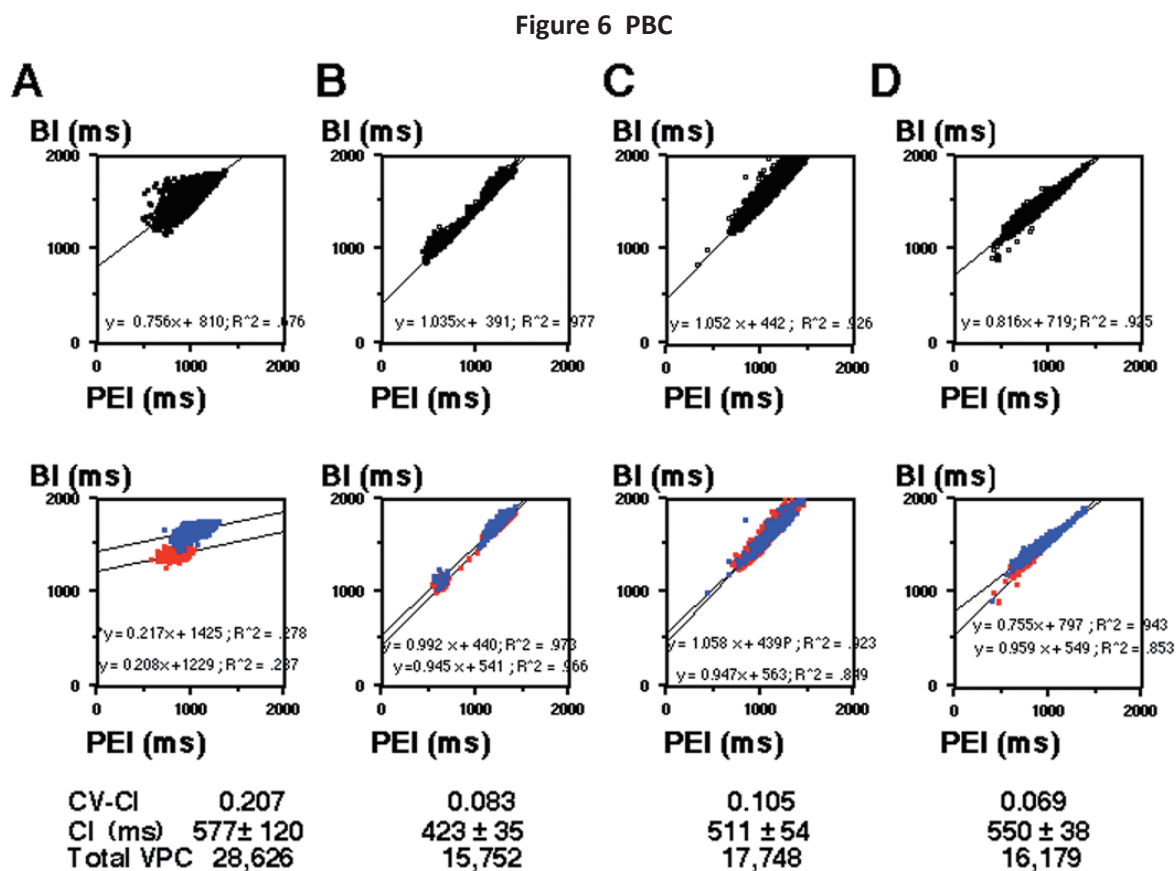 Figure 6 PBC
A B C D
BI (ms) BI (ms) BI (ms) BI (ms)
2000 2000 2000 2000
1000 1000 1000 1000
y= 0.756x+ 810; R^2= .676 y= 1.035x+ 391; R^2= .977 y= 1.052 x+442 ; R^2= .926 y= 0.816x+719; R^2= .925
0 0 0 0
0 1000 2000 0 1000 2000 0 1000 2000 0 1000 2000
PEI (ms) PEI (ms) PEI (ms) PEI (ms)
BI (ms) BI (ms) BI (ms) BI (ms)
2000 2000 2000 2000
1000 1000 1000 1000
y=0.217x+1425 ; R^2= .278 y=0.992 x+440; R^2= .973 y= 1.058 x+439P R^2= .923 y=0.755x+797 R^2= .943
y=0.208x+1229 ; R^2= y=0.945x+541 ; R^2= .966 y=0.947x+563; R^2= .849 y=0.959 x+549 ; R^2= .853
0 0 0 0
0 1000 2000 0 1000 2000 0 1000 2000 0 1000 2000
PEI (ms) PEI (ms) PEI (ms) PEI (ms)
CV-CI 0.207 0.083 0.105 0.069
CI (ms) 577± 120 423 ± 35 511 ± 54 550 ± 38
Total VPC 28,626 15,752 17,748 16,179